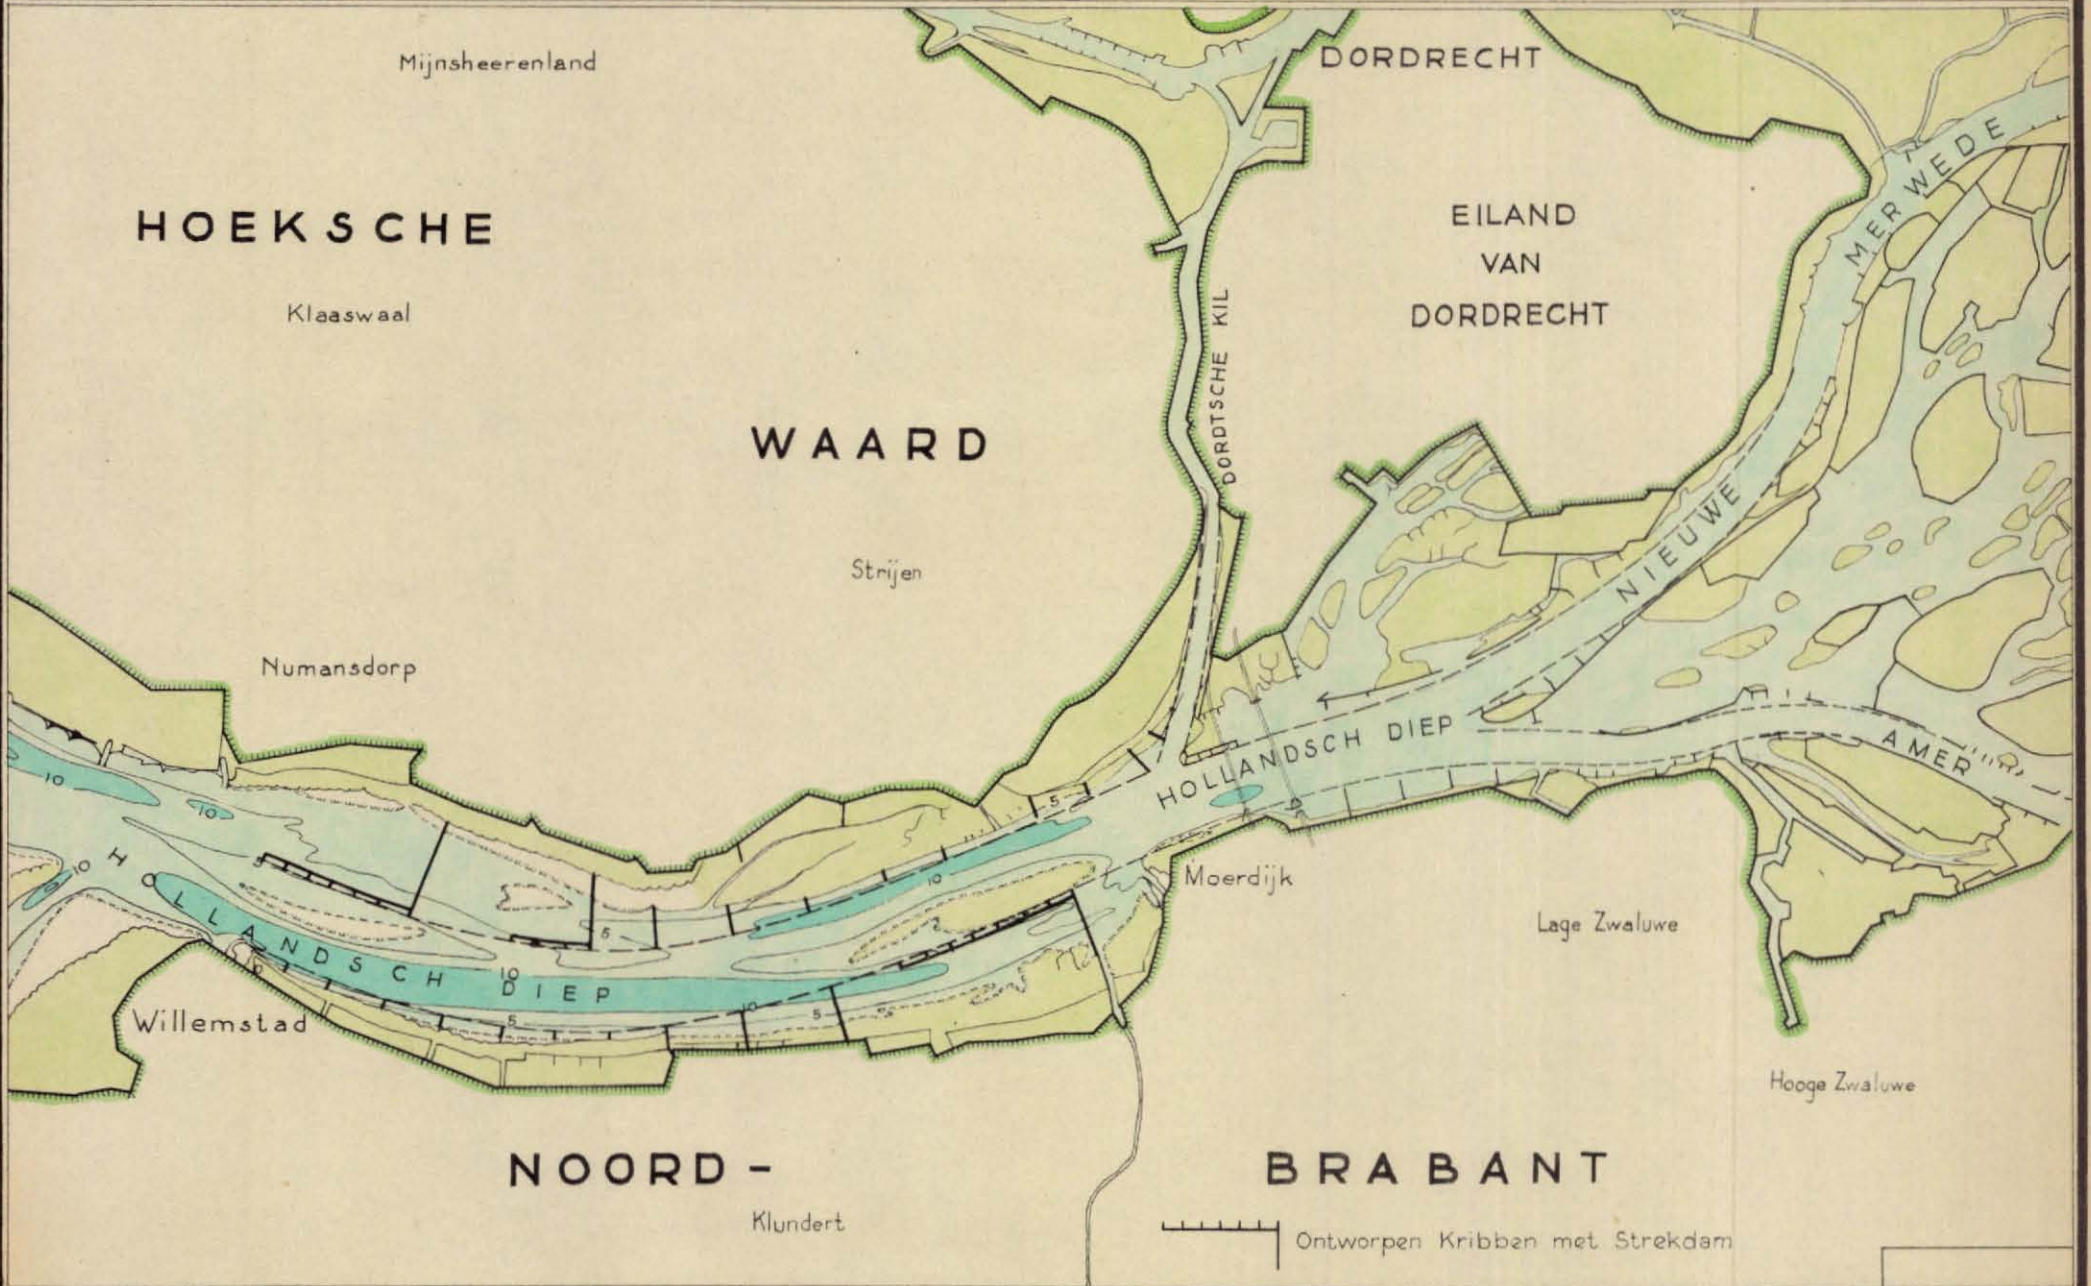 Mijnsheerenland
DORDRECHT
HOEKSCHE
WAARD
EILAND
VAN
DORDRECHT
Klaaswaal
DORDTSCHE KIL
NIEUWE MERWEDE
Strijen
Numansdorp
HOLLANDSCH DIEP
AMER
5
10
10
10
10
5
HOLLANDSCH DIEP
10
10
5
5
Moerdijk
Lage Zwaluwe
Willemstad
Hooge Zwaluwe
NOORD-
BRABANT
Klundert
Ontworpen Kribben met Strekdam